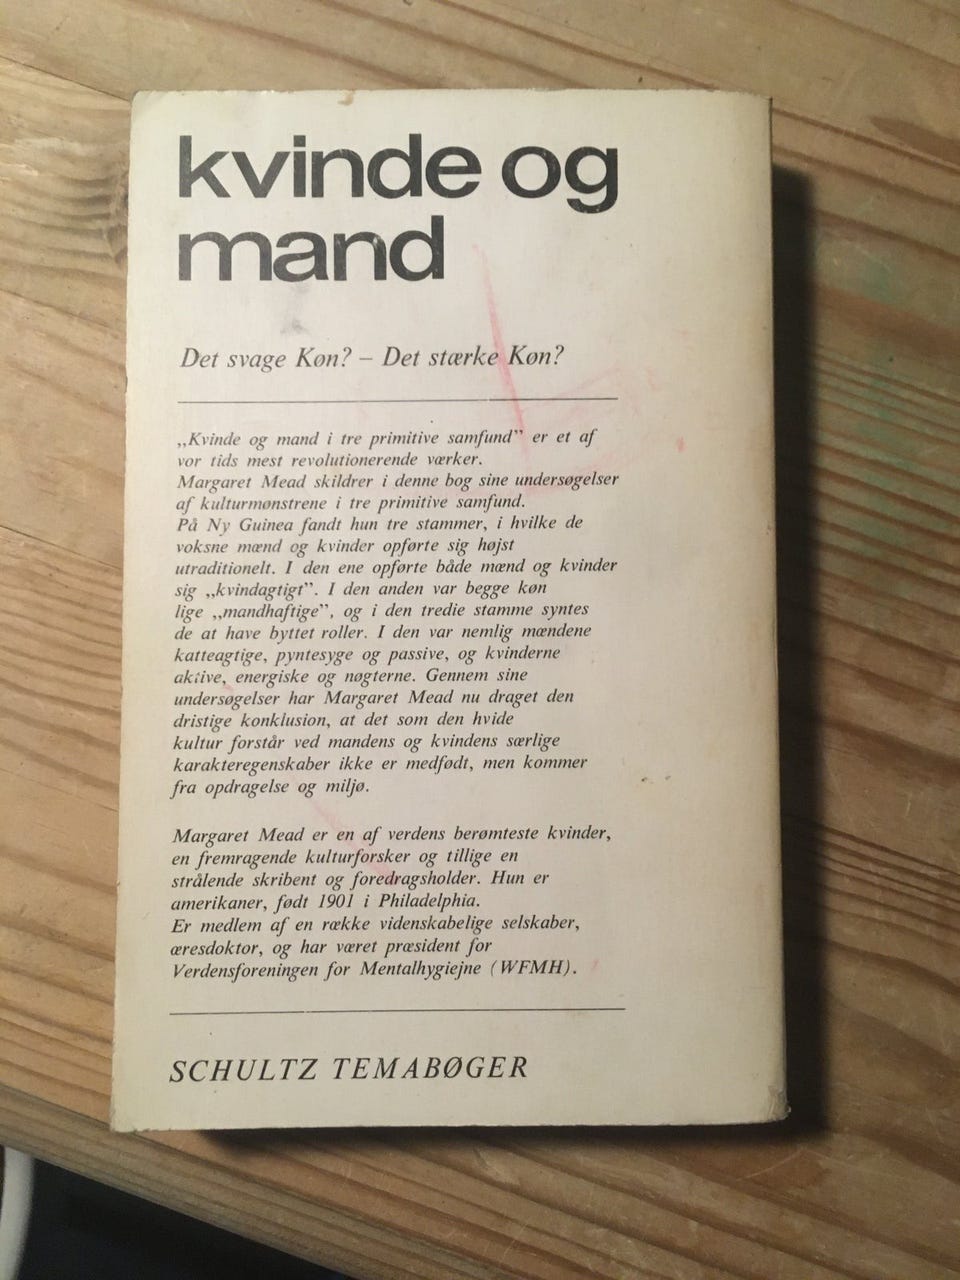 kvinde og
mand
Det svage Køn? – Det stærke Køn?
„Kvinde og mand i tre primitive samfund” er et af
vor tids mest revolutionerende værker.
Margaret Mead skildrer i denne bog sine undersøgelser
af kulturmønstrene i tre primitive samfund.
På Ny Guinea fandt hun tre stammer, i hvilke de
voksne mænd og kvinder opførte sig højst
utraditionelt. I den ene opførte både mænd og kvinder
sig „kvindagtigt”. I den anden var begge køn
lige „mandhaftige”, og i den tredie stamme syntes
de at have byttet roller. I den var nemlig mændene
katteagtige, pyntesyge og passive, og kvinderne
aktive, energiske og nøgterne. Gennem sine
undersøgelser har Margaret Mead nu draget den
dristige konklusion, at det som den hvide
kultur forstår ved mandens og kvindens særlige
karakteregenskaber ikke er medfødt, men kommer
fra opdragelse og miljø.
Margaret Mead er en af verdens berømteste kvinder,
en fremragende kulturforsker og tillige en
strålende skribent og foredragsholder. Hun er
amerikaner, født 1901 i Philadelphia.
Er medlem af en række videnskabelige selskaber,
æresdoktor, og har været præsident for
Verdensforeningen for Mentalhygiejne (WFMH).
SCHULTZ TEMABØGER